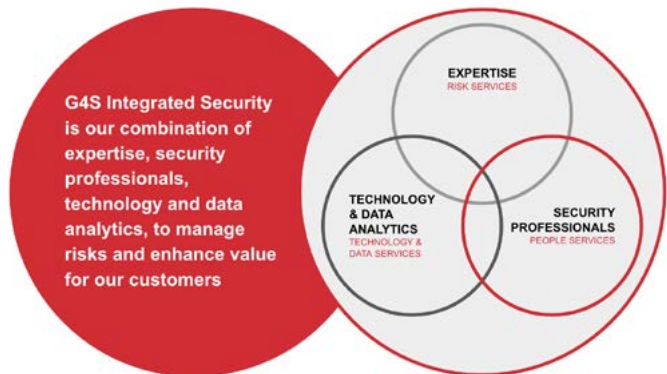 G4S Integrated Security
is our combination of
expertise, security
professionals,
technology and data
analytics, to manage
risks and enhance value
for our customers
EXPERTISE
RISK SERVICES
TECHNOLOGY
& DATA
ANALYTICS
TECHNOLOGY &
DATA SERVICES
SECURITY
PROFESSIONALS
PEOPLE SERVICES